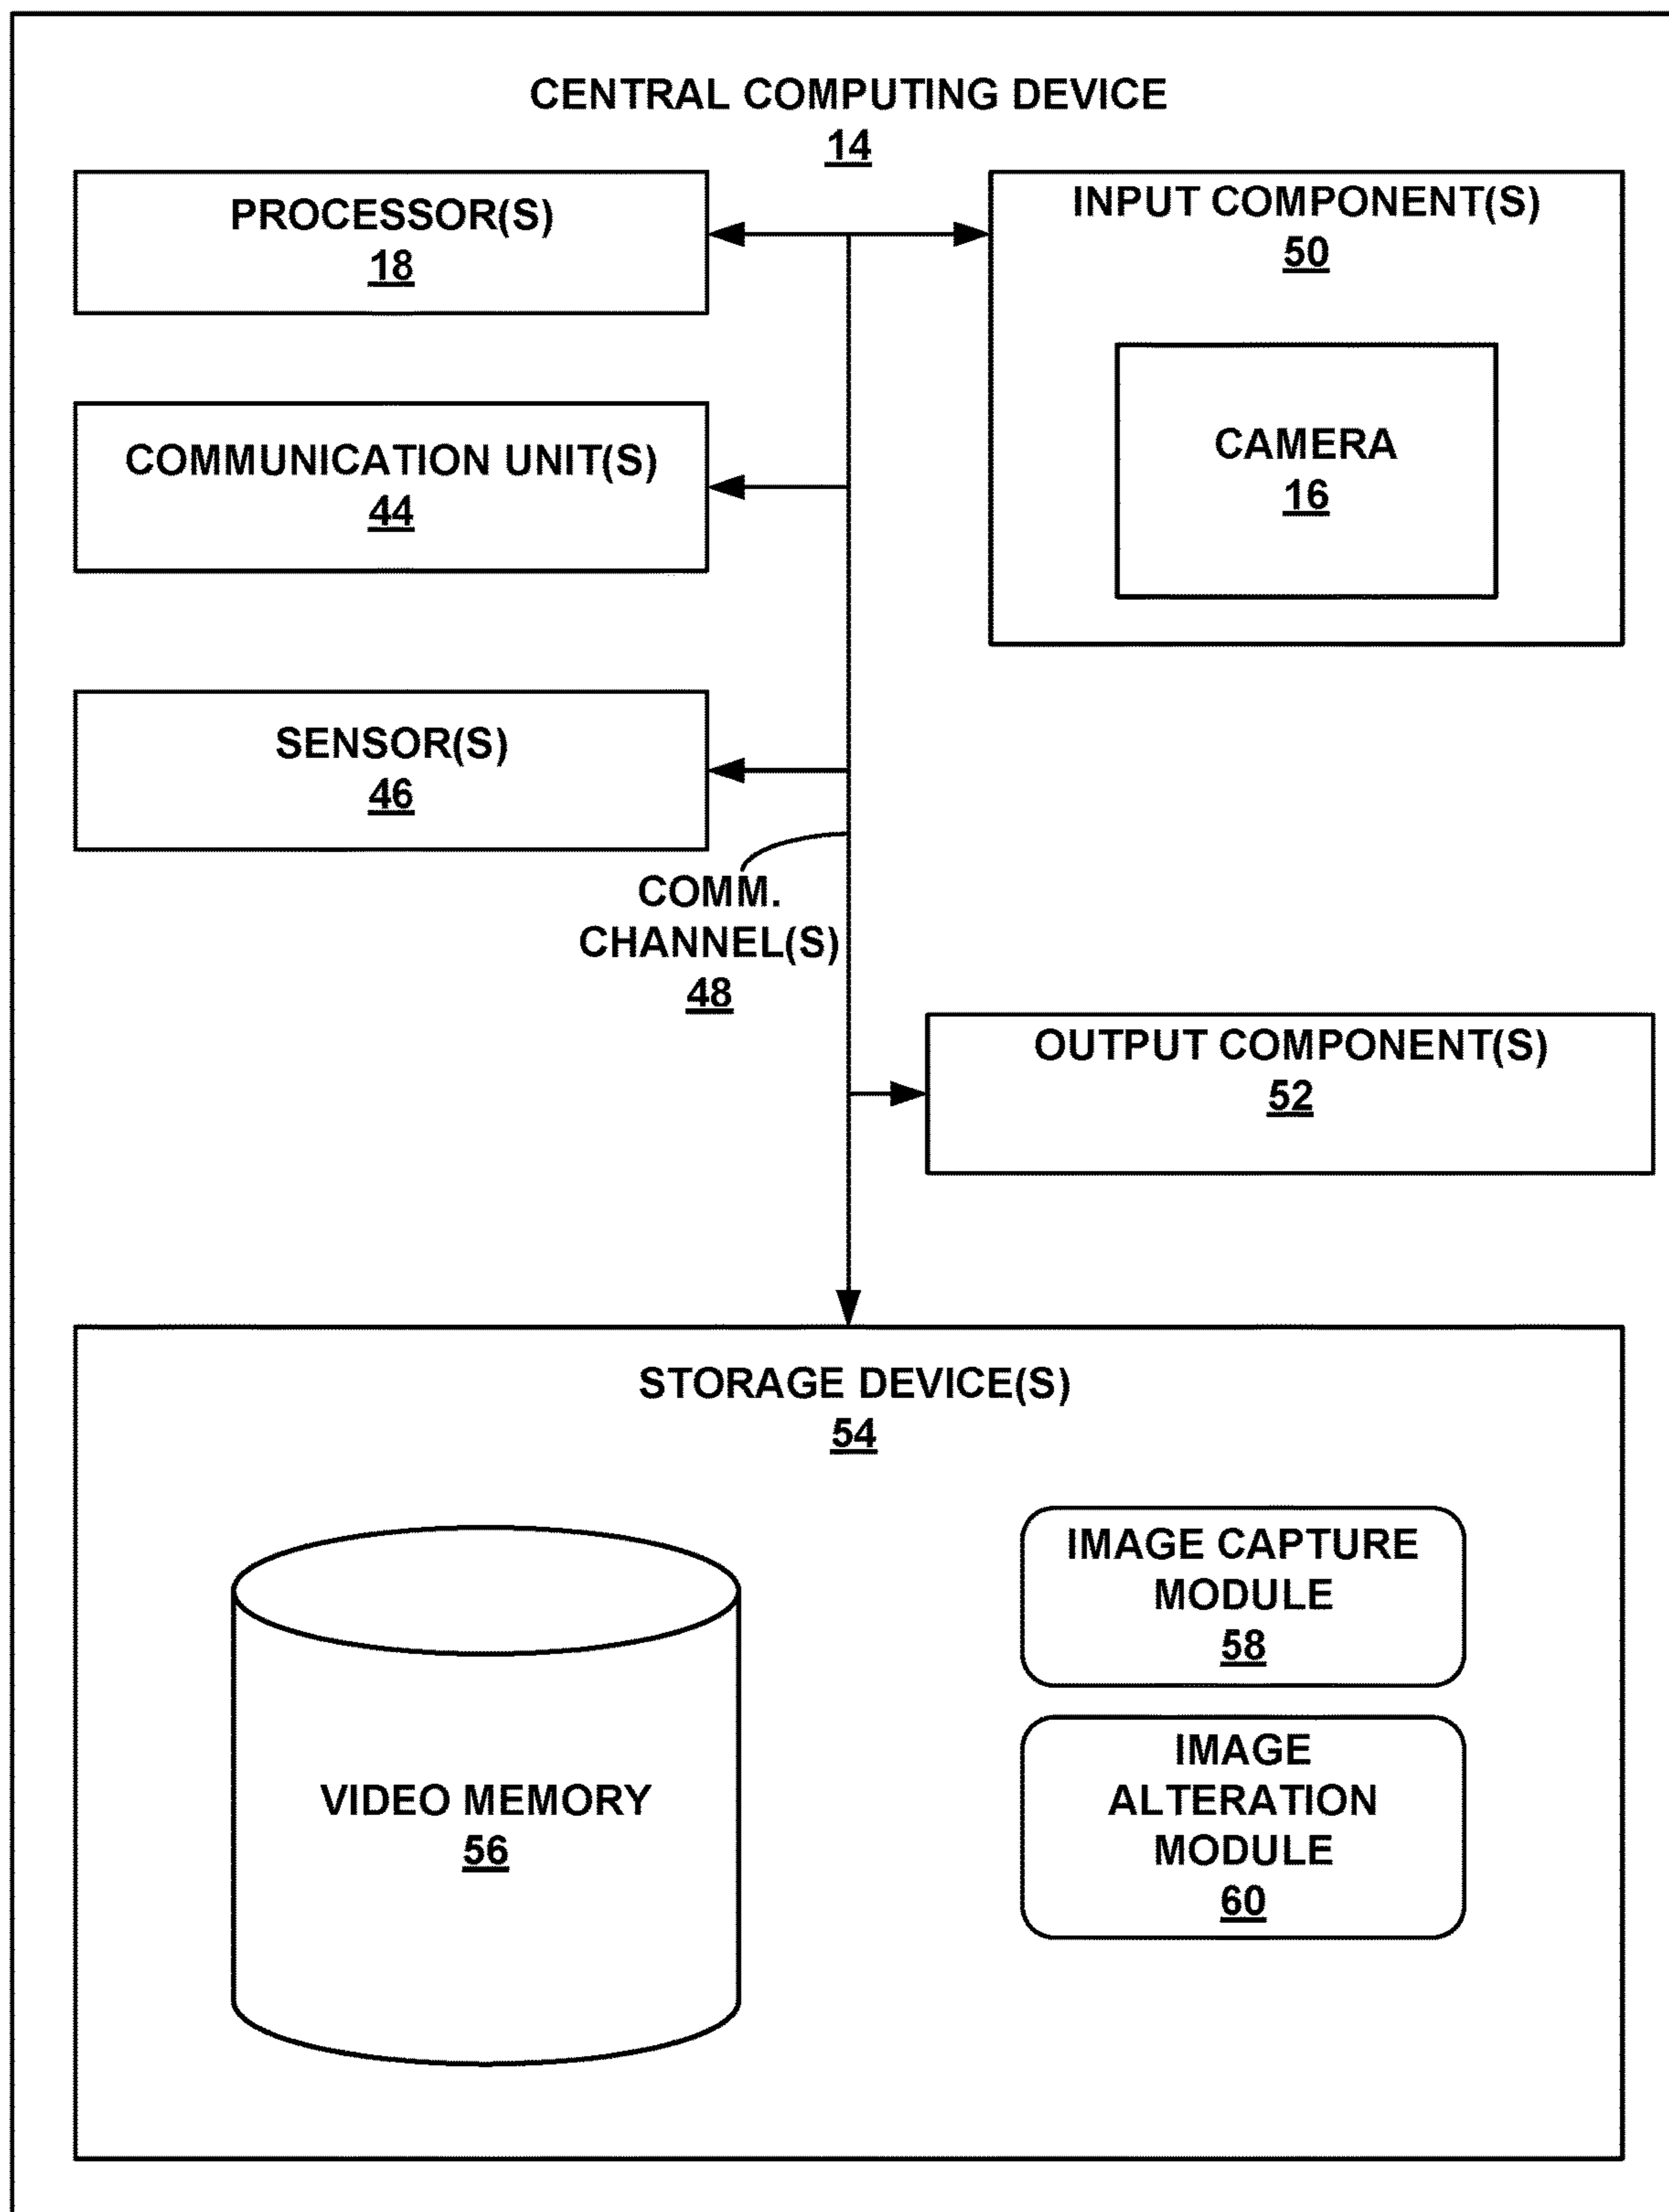 CENTRAL COMPUTING DEVICE
14
PROCESSOR(S)
18
INPUT COMPONENT(S)
50
CAMERA
16
COMMUNICATION UNIT(S)
44
SENSOR(S)
46
COMM.
CHANNEL(S)
48
OUTPUT COMPONENT(S)
52
STORAGE DEVICE(S)
54
VIDEO MEMORY
56
IMAGE CAPTURE
MODULE
58
IMAGE
ALTERATION
MODULE
60